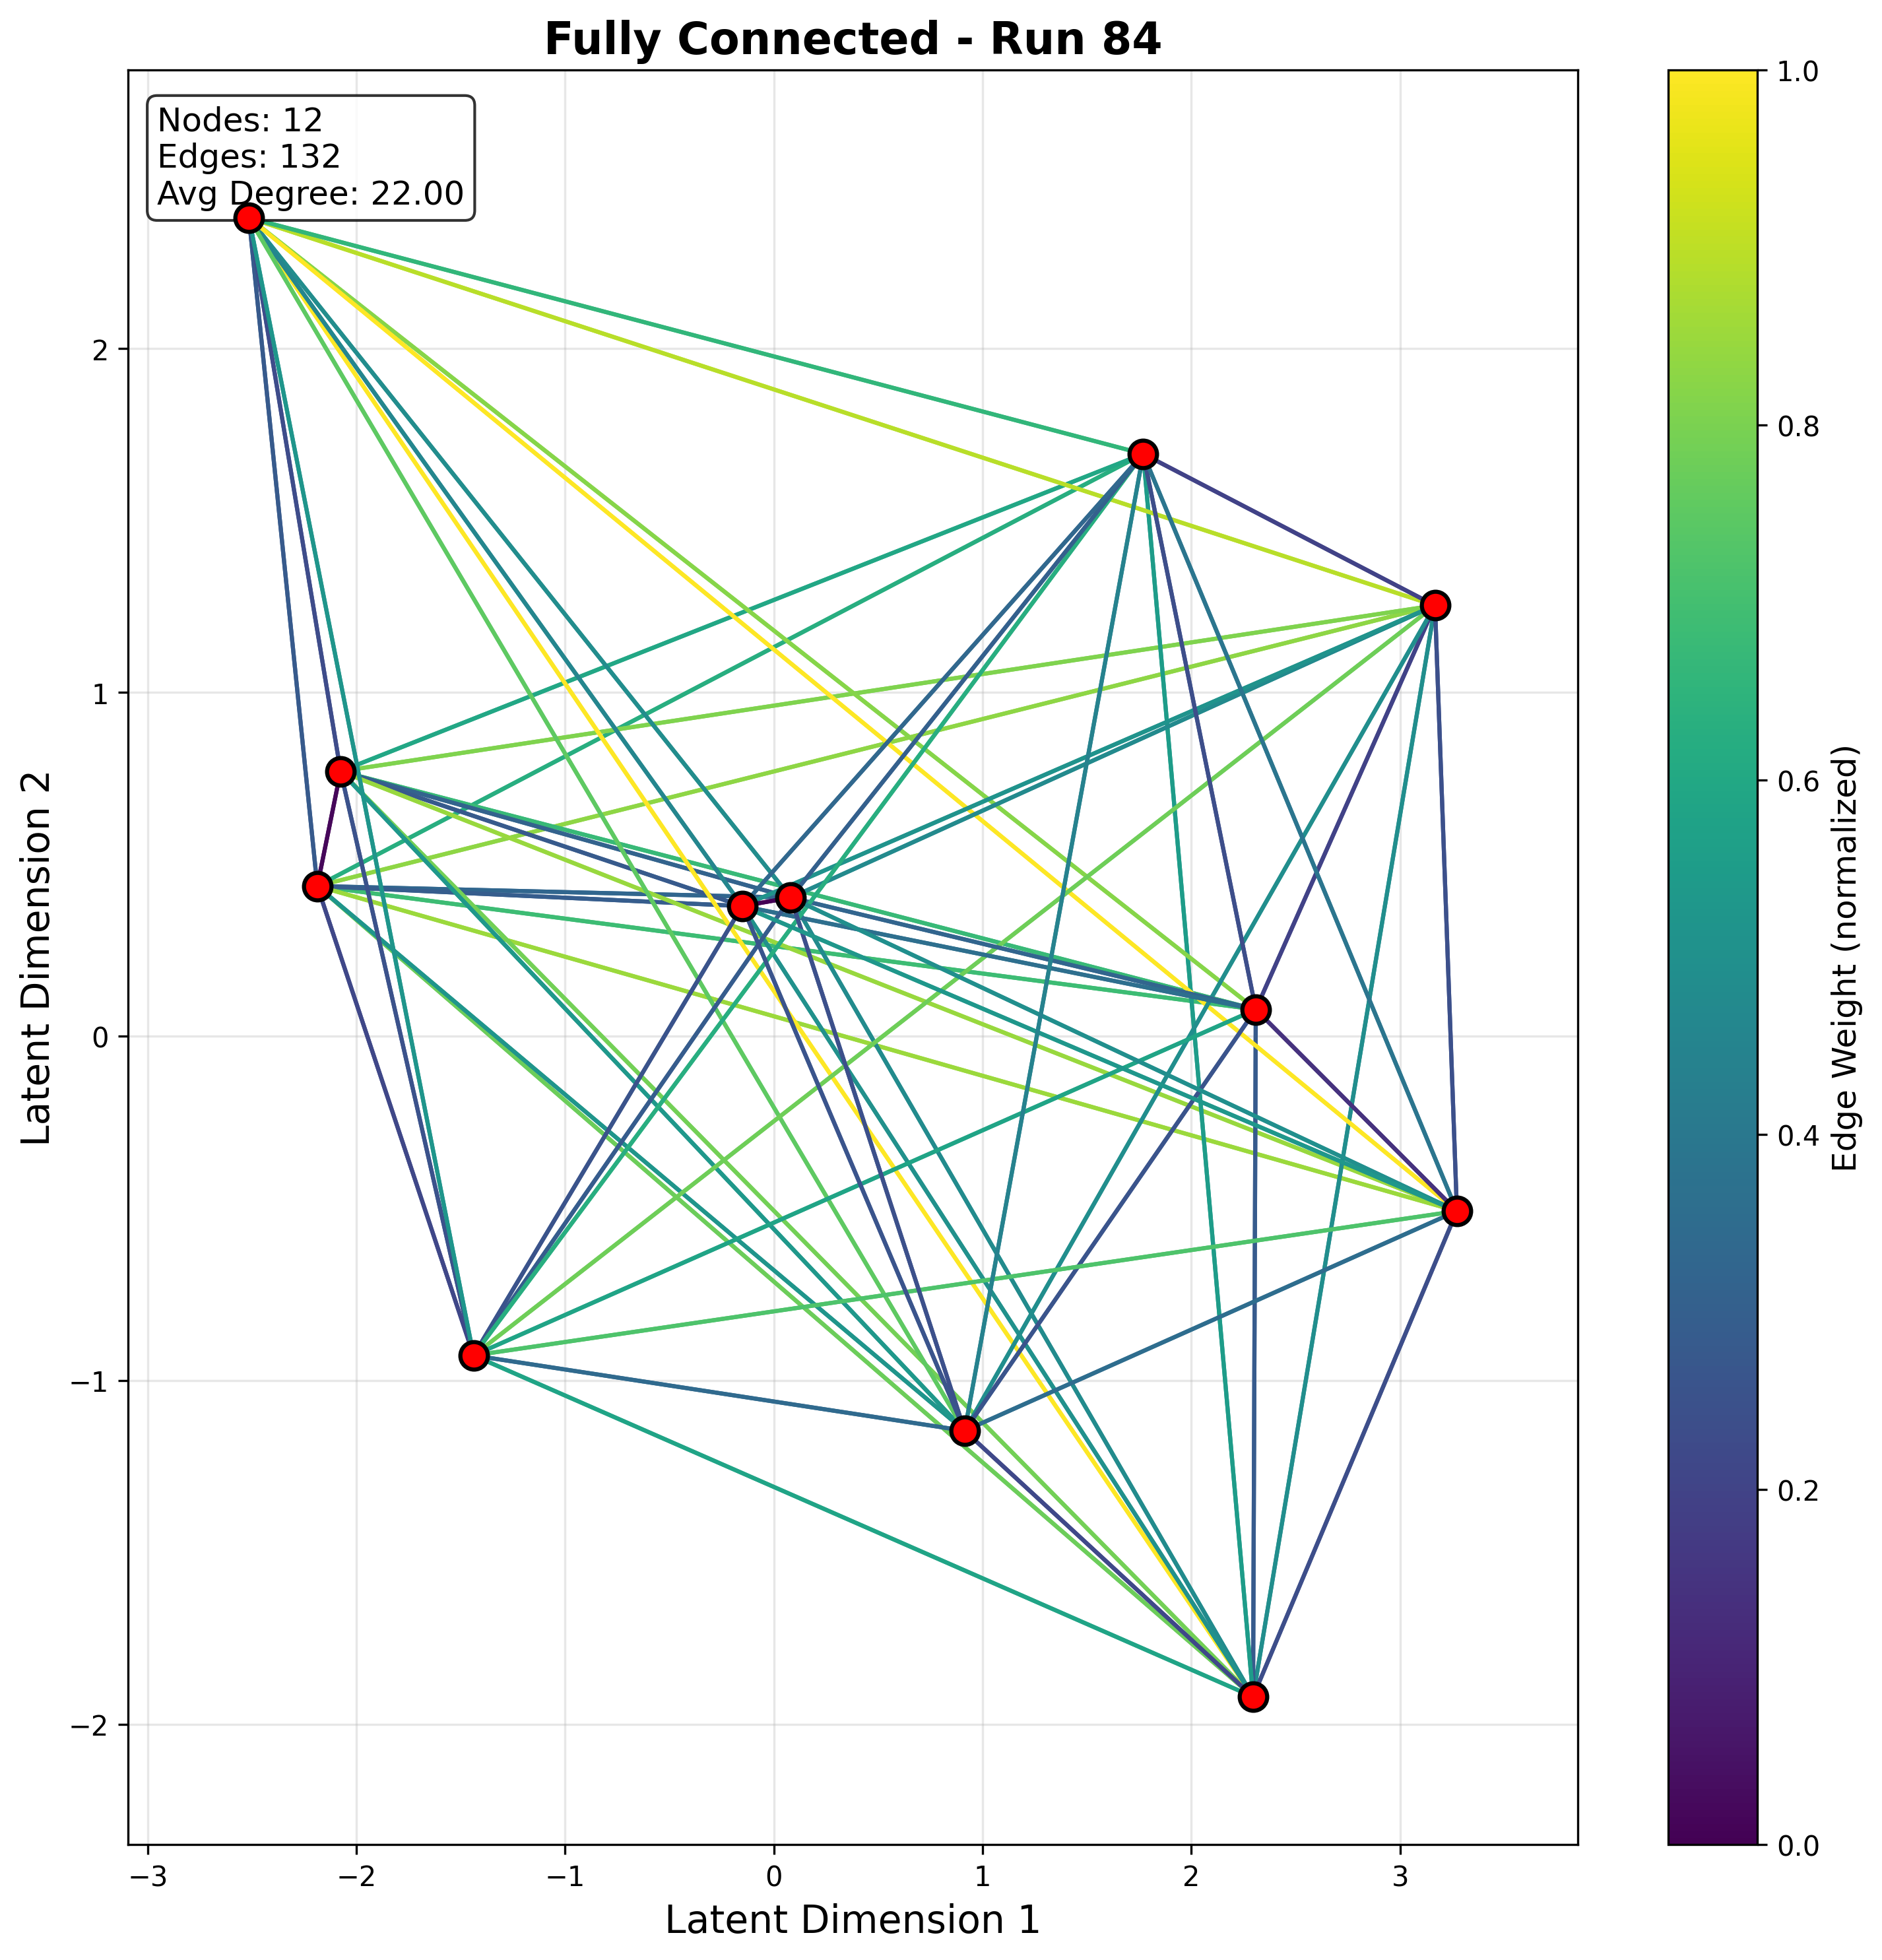 Fully Connected - Run 84
Nodes: 12
Edges: 132
Avg Degree: 22.00
Latent Dimension 2
2
1
0
−1
−2
−3
−2
−1
0
1
2
3
Latent Dimension 1
1.0
0.8
0.6
0.4
0.2
0.0
Edge Weight (normalized)